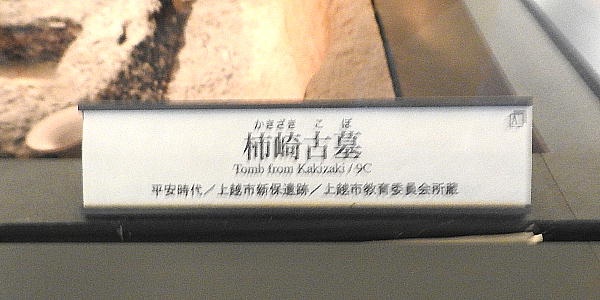 かきざき こ ぼ
柿崎古墓
Tomb from Kakizaki / 9C
平安時代／上越市新保遺跡／上越市教育委員会所蔵
A